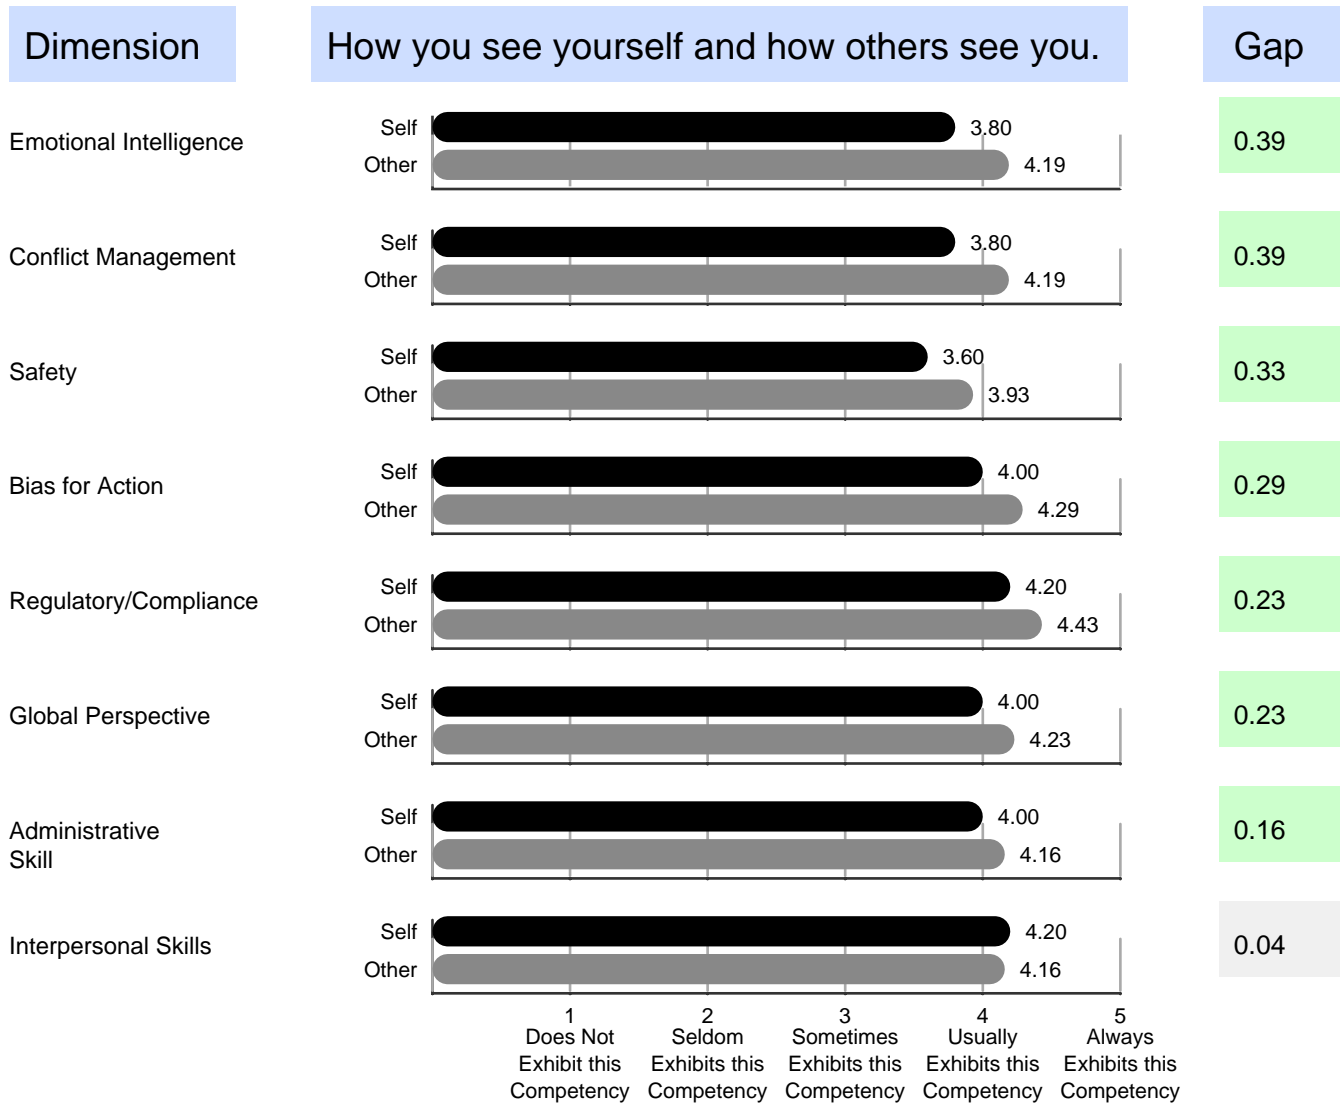 Dimension
How you see yourself and how others see you.
Gap
Emotional Intelligence
Self
3.80
Other
4.19
0.39
Conflict Management
Self
3.80
Other
4.19
0.39
Safety
Self
3.60
Other
3.93
0.33
Bias for Action
Self
4.00
Other
4.29
0.29
Regulatory/Compliance
Self
4.20
Other
4.43
0.23
Global Perspective
Self
4.00
Other
4.23
0.23
Administrative
Skill
Self
4.00
Other
4.16
0.16
Interpersonal Skills
Self
4.20
Other
4.16
0.04
1
Does Not
Exhibit this
Competency
2
Seldom
Exhibits this
Competency
3
Sometimes
Exhibits this
Competency
4
Usually
Exhibits this
Competency
5
Always
Exhibits this
Competency